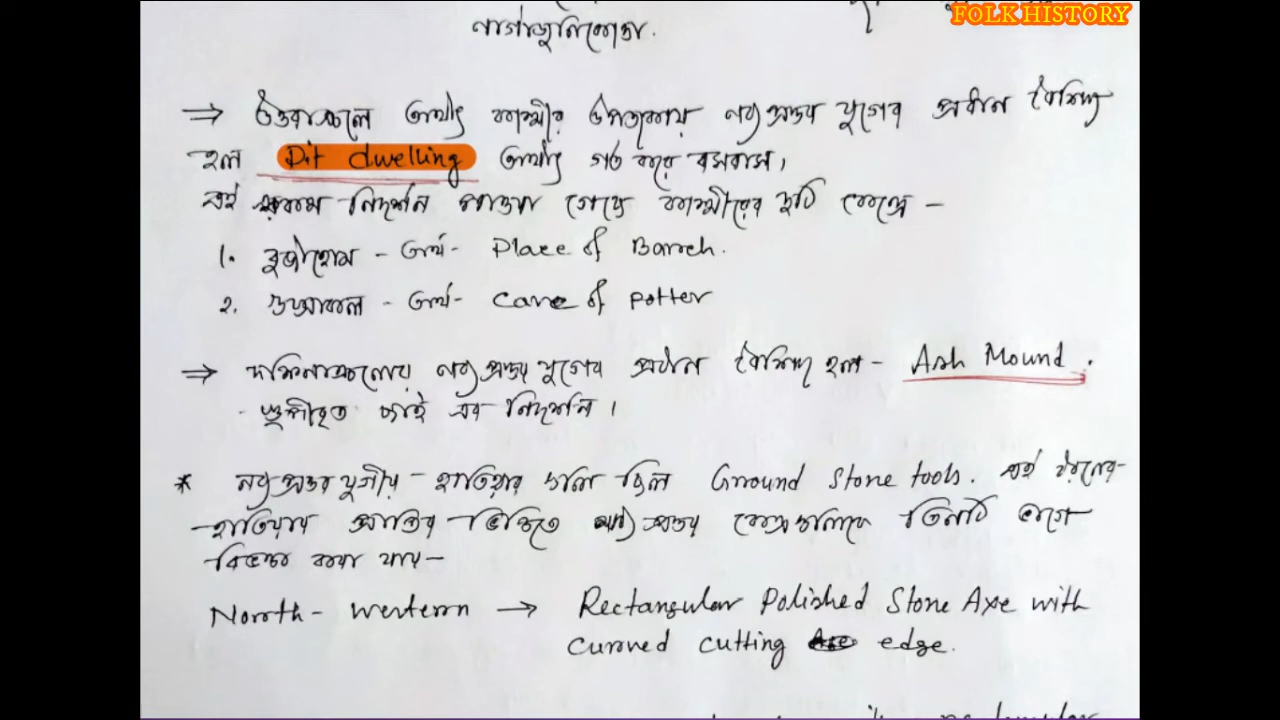 FOLK HISTORY
নাগার্জুনিকোন্ডা.
⇒ উত্তরাঞ্চলে অর্থাৎ কাশ্মীর উপত্যকায় নব্যপ্রস্তর যুগের প্রধান বৈশিষ্ট্য
হল Pit dwelling অর্থাৎ গর্ত করে বসবাস।
এই রকম নিদর্শন পাওয়া গেছে কাশ্মীরের দুটি কেন্দ্রে -
1. বুর্জাহোম - অর্থ - Place of Barch.
২. গুফ্রাকাল - অর্থ - Cave of Potter
⇒ দক্ষিনাঞ্চলের নব্যপ্রস্তর যুগের প্রধান বৈশিষ্ট্য হল - Ash Mound.
স্তুপীকৃত ছাই এর নিদর্শন।
* নব্যপ্রস্তর যুগীয় হাতিয়ার গুলি ছিল Ground Stone tools. এই ধরনের
হাতিয়ার প্রাপ্তির ভিত্তিতে নব্যপ্রস্তর কেন্দ্রগুলিকে তিনটি ভাগে
বিভক্ত করা যায় -
North-Western → Rectangular Polished Stone Axe with
curved cutting edge.